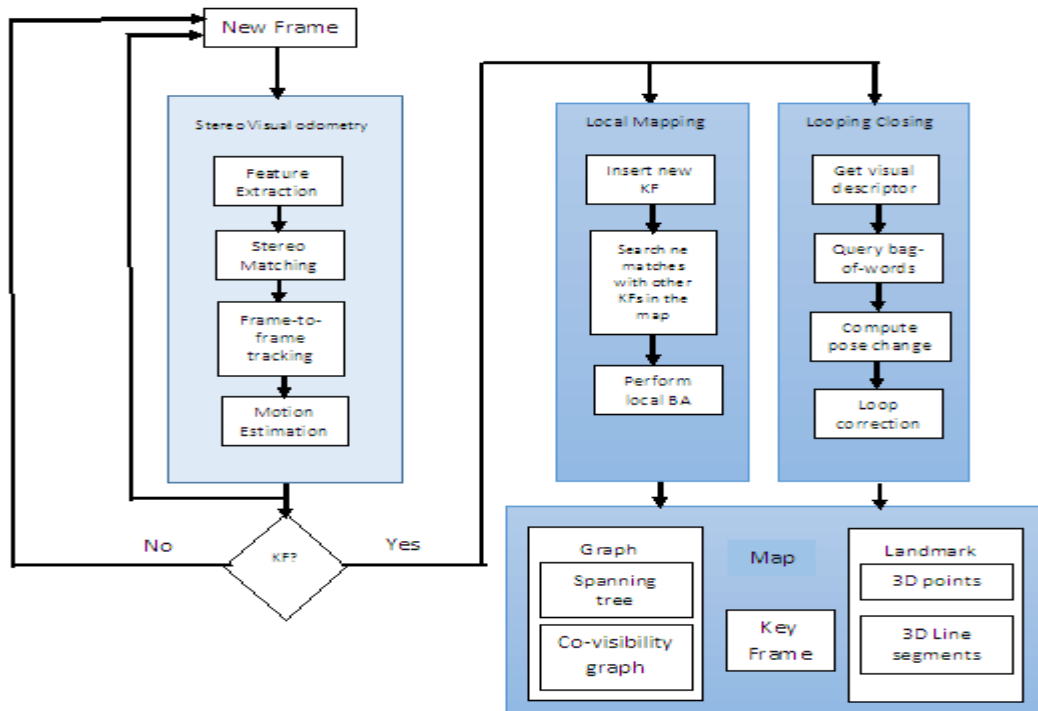 New Frame
Stereo Visual odometry
Feature
Extraction
Stereo
Matching
Frame-to-
frame
tracking
Motion
Estimation
KF?
No
Yes
Local Mapping
Insert new
KF
Search ne
matches
with other
KFs in the
map
Perform
local BA
Looping Closing
Get visual
descriptor
Query bag-
of-words
Compute
pose change
Loop
correction
Graph
Spanning
tree
Co-visibility
graph
Map
Key
Frame
Landmark
3D points
3D Line
segments